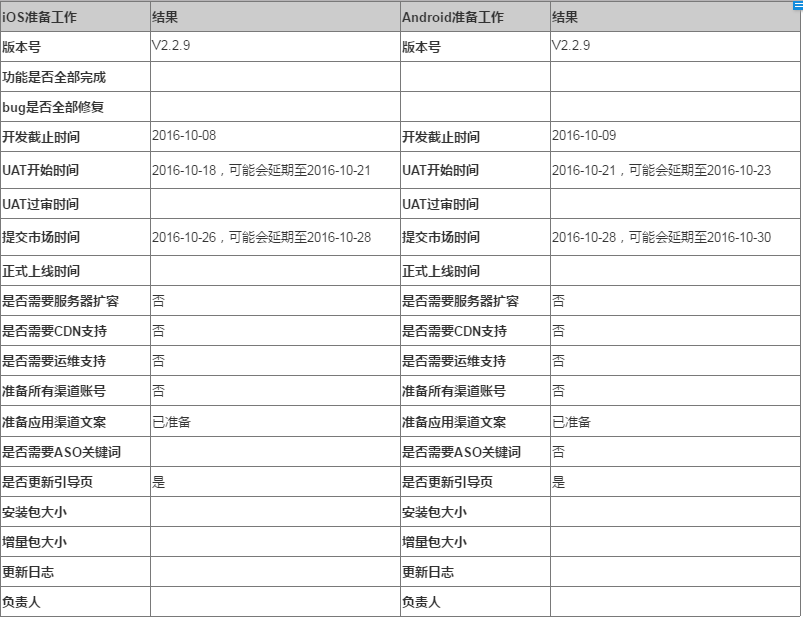 iOS准备工作 结果 Android准备工作 结果
版本号 V2.2.9 版本号 V2.2.9
功能是否全部完成
bug是否全部修复
开发截止时间 2016-10-08 开发截止时间 2016-10-09
UAT开始时间 2016-10-18，可能会延期至2016-10-21 UAT开始时间 2016-10-21，可能会延期至2016-10-23
UAT过审时间 UAT过审时间
提交市场时间 2016-10-26，可能会延期至2016-10-28 提交市场时间 2016-10-28，可能会延期至2016-10-30
正式上线时间 正式上线时间
是否需要服务器扩容 否 是否需要服务器扩容 否
是否需要CDN支持 否 是否需要CDN支持 否
是否需要运维支持 否 是否需要运维支持 否
准备所有渠道账号 否 准备所有渠道账号 否
准备应用渠道文案 已准备 准备应用渠道文案 已准备
是否需要ASO关键词 是否需要ASO关键词 否
是否更新引导页 是 是否更新引导页 是
安装包大小 安装包大小
增量包大小 增量包大小
更新日志 更新日志
负责人 负责人